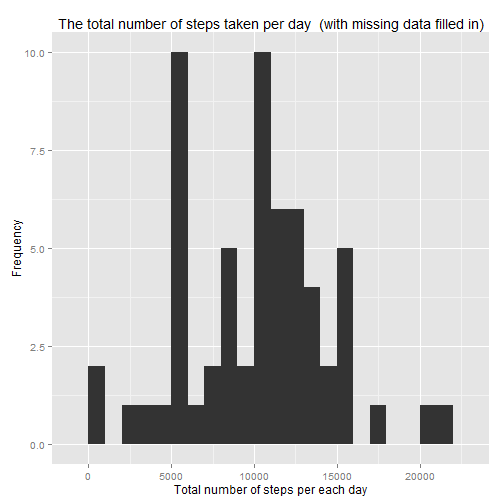 The total number of steps taken per day  (with missing data filled in)
10.0
7.5
5.0
2.5
0.0
Frequency
0 5000 10000 15000 20000
Total number of steps per each day